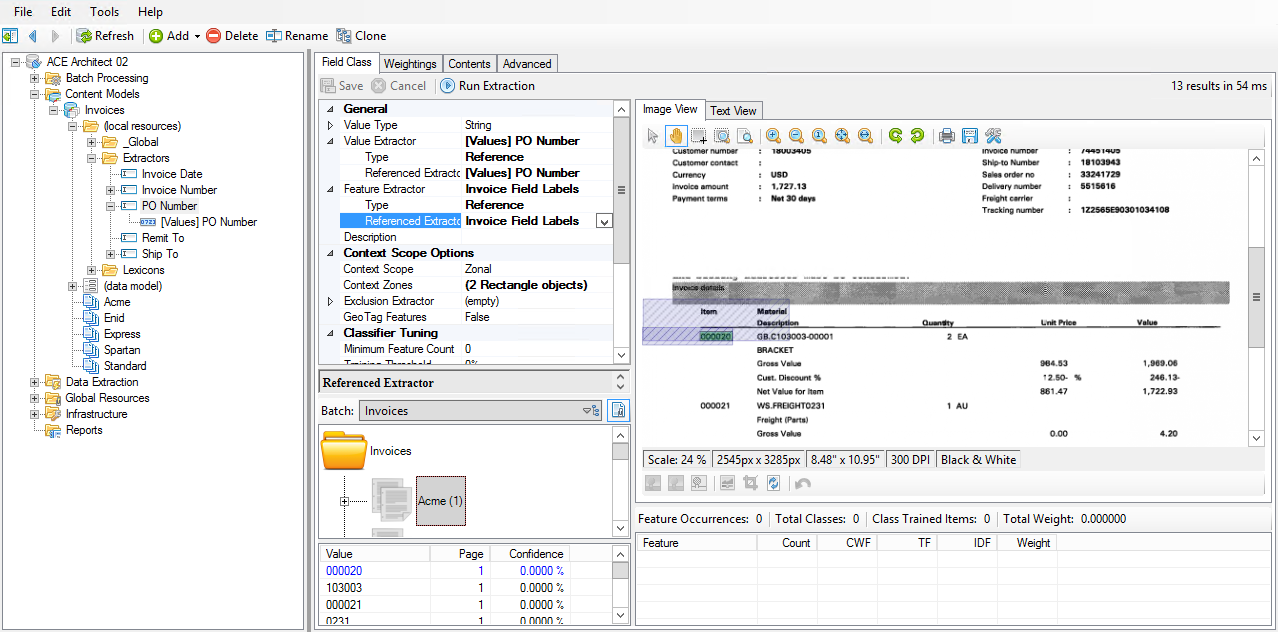 File Edit Tools Help
Refresh Add Delete Rename Clone
ACE Architect 02
Batch Processing
Content Models
Invoices
(local resources)
_Global
Extractors
Invoice Date
Invoice Number
PO Number
[Values] PO Number
Remit To
Ship To
Lexicons
(data model)
Acme
Enid
Express
Spartan
Standard
Data Extraction
Global Resources
Infrastructure
Reports
Field Class Weightings Contents Advanced
Save Cancel Run Extraction 13 results in 54 ms
General
Value Type String
Value Extractor [Values] PO Number
Type Reference
Referenced Extracto [Values] PO Number
Feature Extractor Invoice Field Labels
Type Reference
Referenced Extracto Invoice Field Labels
Description
Context Scope Options
Context Scope Zonal
Context Zones (2 Rectangle objects)
Exclusion Extractor (empty)
GeoTag Features False
Classifier Tuning
Minimum Feature Count 0
Training Threshold 0%
Referenced Extractor
Batch: Invoices
Invoices
Acme (1)
Value Page Confidence
000020 1 0.0000 %
103003 1 0.0000 %
000021 1 0.0000 %
0231 1 0.0000 %
Image View Text View
Customer number : 18003405 Invoice number : 74451405
Customer contact : Ship-to Number : 18103943
Currency : USD Sales order no : 33241729
Invoice amount : 1,727.13 Delivery number : 5515616
Payment terms : Net 30 days Freight carrier :
Tracking number : 1Z2565E90301034108
Invoice details
Item Material
Description Quantity Unit Price Value
000020 GB.C103003-00001 2 EA
BRACKET
Gross Value 984.53 1,969.06
Cust. Discount % 12.50- % 246.13-
Net Value for Item 861.47 1,722.93
000021 WS.FREIGHT0231 1 AU
Freight (Parts)
Gross Value 0.00 4.20
Scale: 24 % 2545px x 3285px 8.48" x 10.95" 300 DPI Black & White
Feature Occurrences: 0 Total Classes: 0 Class Trained Items: 0 Total Weight: 0.000000
Feature Count CWF TF IDF Weight